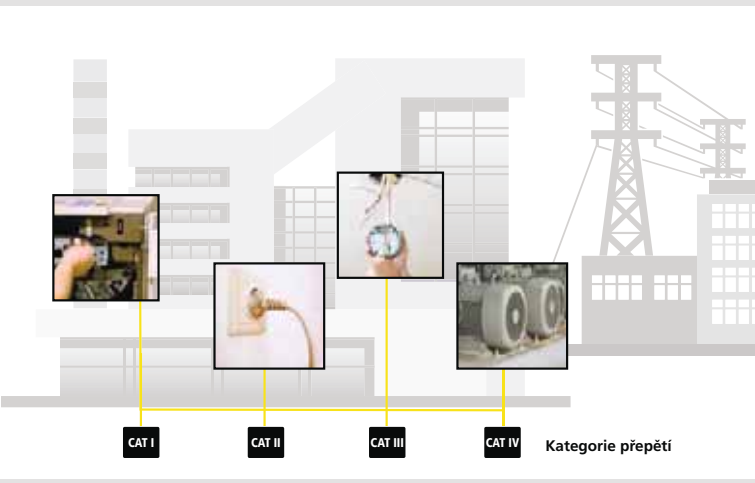 CAT I
CAT II
CAT III
CAT IV
Kategorie přepětí